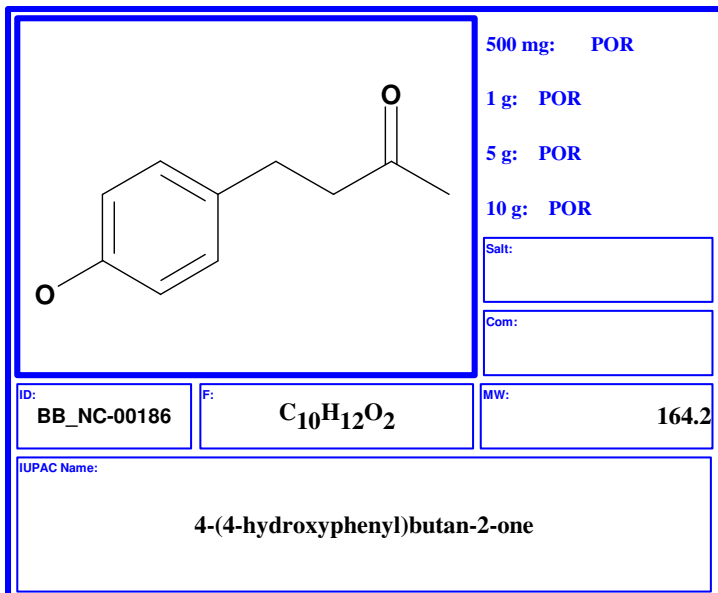 500 mg: POR
1 g: POR
5 g: POR
10 g: POR
O
O
Salt:
Com:
ID:
BB_NC-00186
F:
C10H12O2
MW:
164.2
IUPAC Name:
4-(4-hydroxyphenyl)butan-2-one